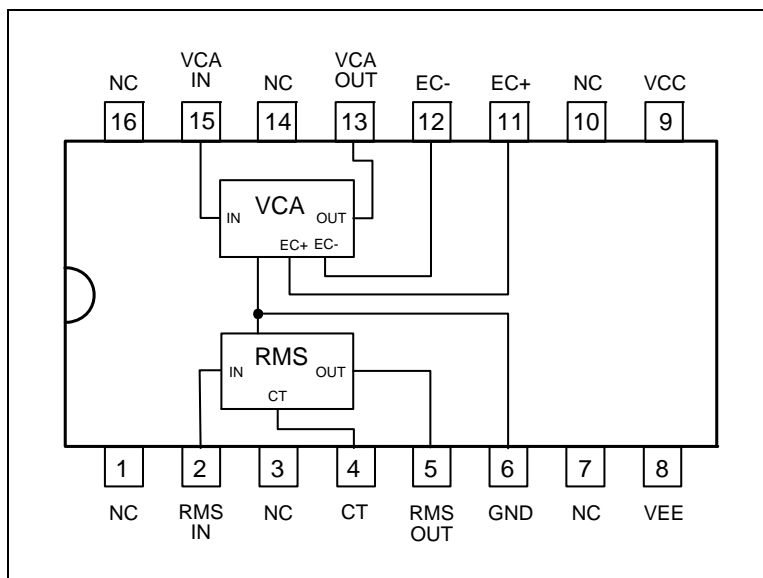 NC
VCA
IN
NC
VCA
OUT
EC-
EC+
NC
VCC
16
15
14
13
12
11
10
9
VCA
IN
OUT
EC+
EC-
RMS
IN
OUT
CT
1
2
3
4
5
6
7
8
NC
RMS
IN
NC
CT
RMS
OUT
GND
NC
VEE